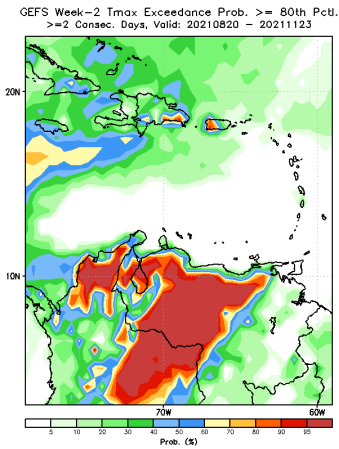 GEFS Week-2 Tmax Exceedance Prob. >= 80th Pctl.
>=2 Consec. Days, Valid: 20210820 - 20211123
20N
10N
70W 60W
5 10 20 30 40 50 60 70 80 90 95
Prob. (%)